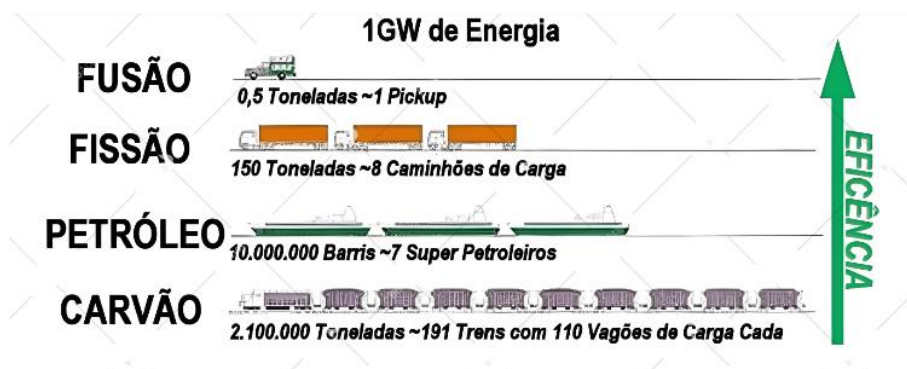 1GW de Energia
FUSÃO
0,5 Toneladas ~1 Pickup
FISSÃO
150 Toneladas ~8 Caminhões de Carga
PETRÓLEO
10.000.000 Barris ~7 Super Petroleiros
CARVÃO
2.100.000 Toneladas ~191 Trens com 110 Vagões de Carga Cada
EFICÊNCIA